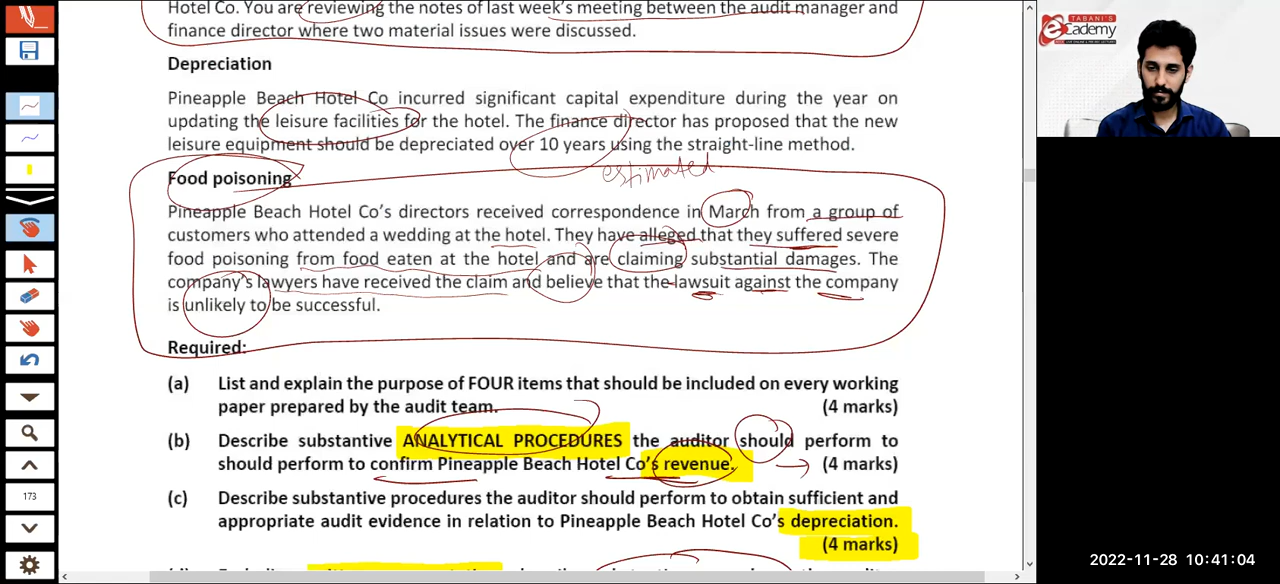 Hotel Co. You are reviewing the notes of last week's meeting between the audit manager and
finance director where two material issues were discussed.
TABANI'S
eCademy
Depreciation
Pineapple Beach Hotel Co incurred significant capital expenditure during the year on
updating the leisure facilities for the hotel. The finance director has proposed that the new
leisure equipment should be depreciated over 10 years using the straight-line method.
estimated
Food poisoning
Pineapple Beach Hotel Co's directors received correspondence in March from a group of
customers who attended a wedding at the hotel. They have alleged that they suffered severe
food poisoning from food eaten at the hotel and are claiming substantial damages. The
company's lawyers have received the claim and believe that the lawsuit against the company
is unlikely to be successful.
Required:
(a) List and explain the purpose of FOUR items that should be included on every working
paper prepared by the audit team. (4 marks)
(b) Describe substantive ANALYTICAL PROCEDURES the auditor should perform to
should perform to confirm Pineapple Beach Hotel Co's revenue. (4 marks)
(c) Describe substantive procedures the auditor should perform to obtain sufficient and
appropriate audit evidence in relation to Pineapple Beach Hotel Co's depreciation.
(4 marks)
173
2022-11-28 10:41:04